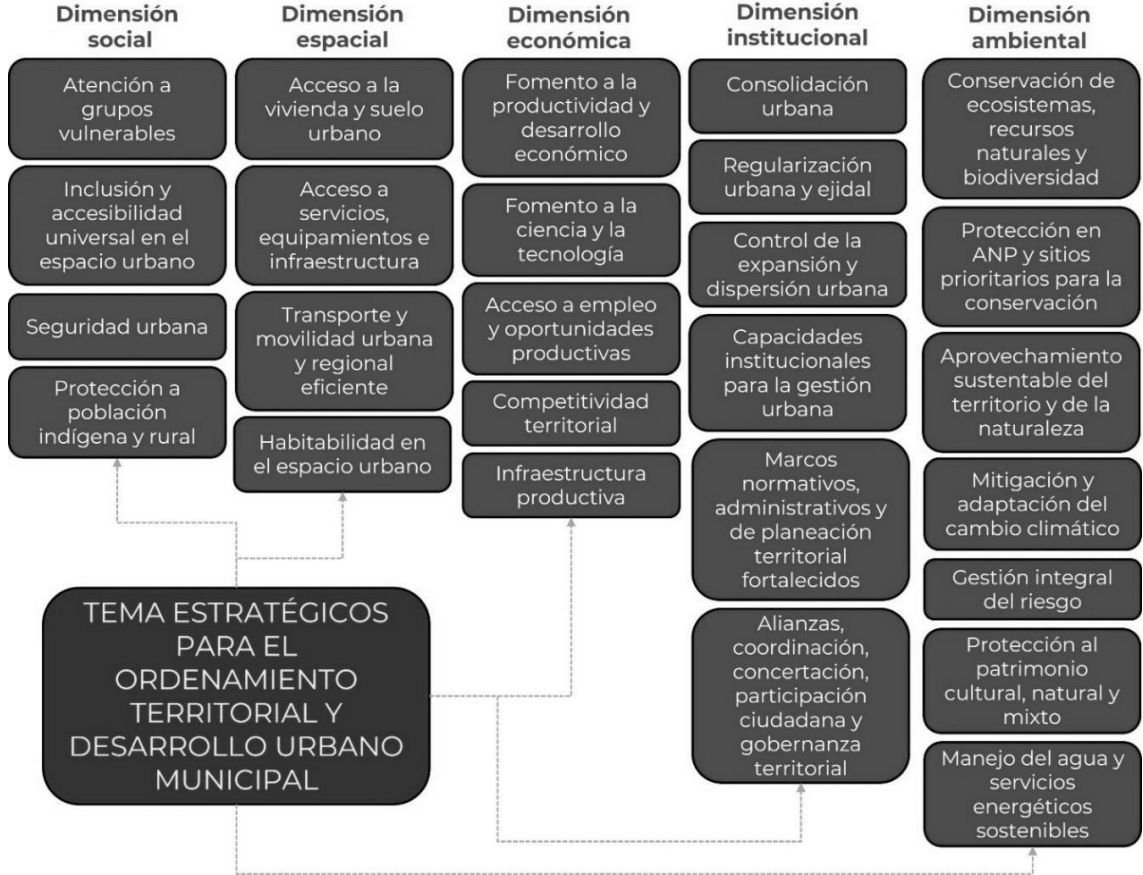 Dimensión
social
Atención a
grupos
vulnerables
Inclusión y
accesibilidad
universal en el
espacio urbano
Seguridad urbana
Protección a
población
indígena y rural
Dimensión
espacial
Acceso a la
vivienda y suelo
urbano
Acceso a
servicios,
equipamientos e
infraestructura
Transporte y
movilidad urbana
y regional
eficiente
Habitabilidad en
el espacio urbano
Dimensión
económica
Fomento a la
productividad y
desarrollo
económico
Fomento a la
ciencia y la
tecnología
Acceso a empleo
y oportunidades
productivas
Competitividad
territorial
Infraestructura
productiva
Dimensión
institucional
Consolidación
urbana
Regularización
urbana y ejidal
Control de la
expansión y
dispersión urbana
Capacidades
institucionales
para la gestión
urbana
Marcos
normativos,
administrativos y
de planeación
territorial
fortalecidos
Alianzas,
coordinación,
concertación,
participación
ciudadana y
gobernanza
territorial
Dimensión
ambiental
Conservación de
ecosistemas,
recursos
naturales y
biodiversidad
Protección en
ANP y sitios
prioritarios para la
conservación
Aprovechamiento
sustentable del
territorio y de la
naturaleza
Mitigación y
adaptación del
cambio climático
Gestión integral
del riesgo
Protección al
patrimonio
cultural, natural y
mixto
Manejo del agua y
servicios
energéticos
sostenibles
TEMA ESTRATÉGICOS
PARA EL
ORDENAMIENTO
TERRITORIAL Y
DESARROLLO URBANO
MUNICIPAL